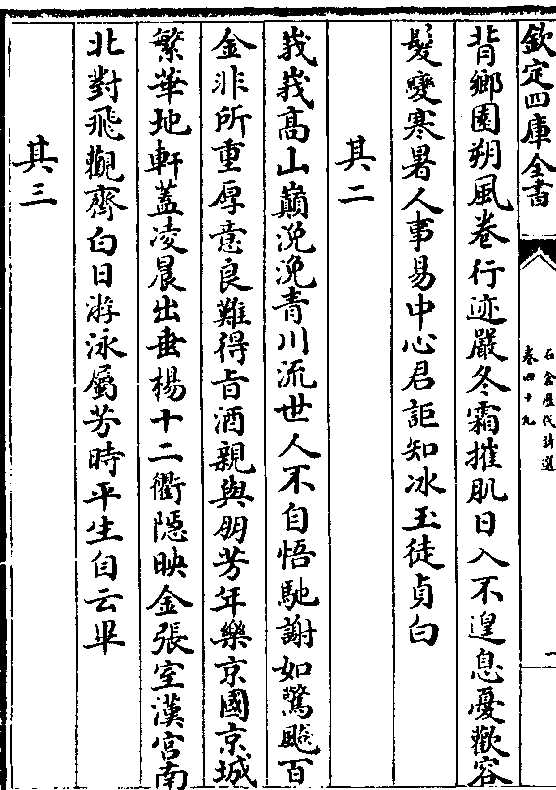 欽定四庫全書
石倉歷代詩選
卷四十九
一
背鄉園朔風卷行迹嚴冬霜摧肌日入不遑息憂歡容
髮變寒暑人事易中心君詎知冰玉徒貞白
其二
峩峩高山巔浼浼青川流世人不自悟馳謝如驚飈百
金非所重厚意良難得旨酒親與朋芳年樂京國京城
繁華地軒蓋凌晨出垂楊十二衢隱映金張室漢宮南
北對飛觀齊白日游泳屬芳時平生自云畢
其三